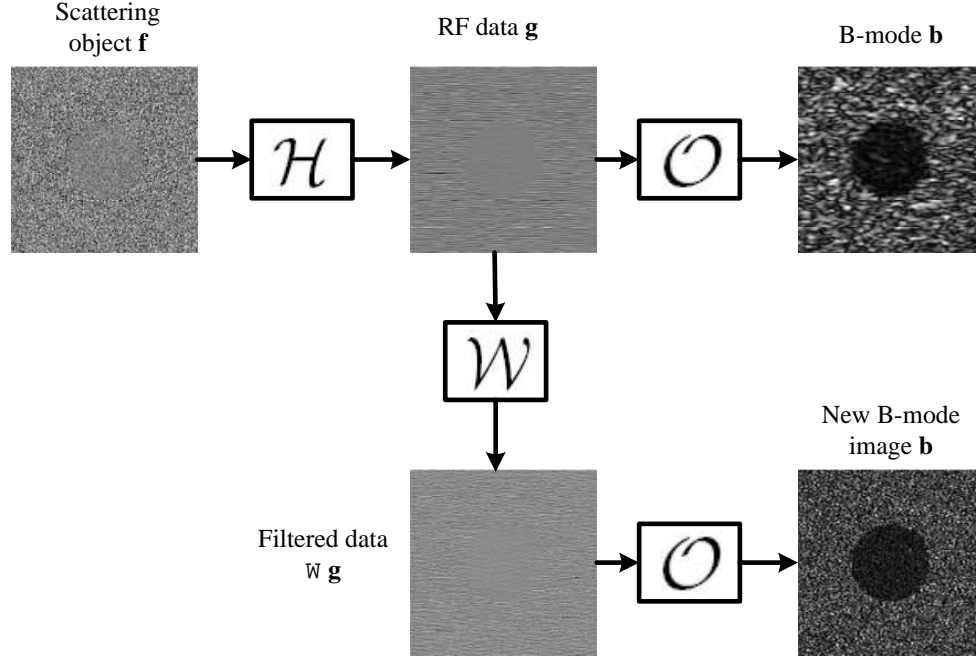 Scattering
object f
RF data g
B-mode b
ℋ
𝒪
𝒲
New B-mode
image b
Filtered data
𝕎 g
𝒪